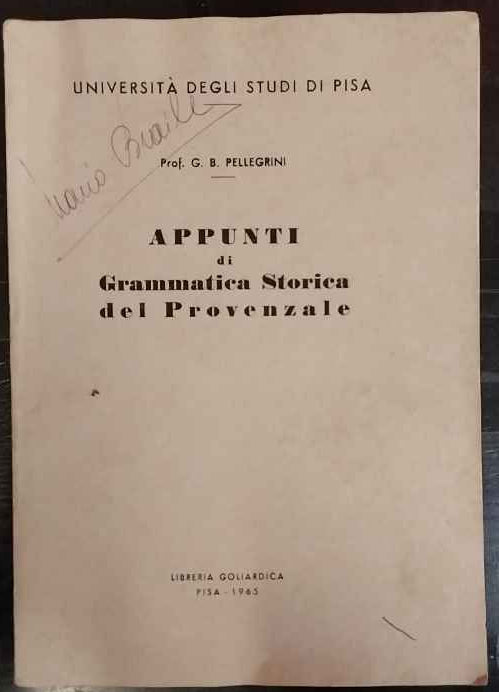 UNIVERSITÀ DEGLI STUDI DI PISA
Prof. G. B. PELLEGRINI
APPUNTI
di
Grammatica Storica
del Provenzale
LIBRERIA GOLIARDICA
PISA - 1965